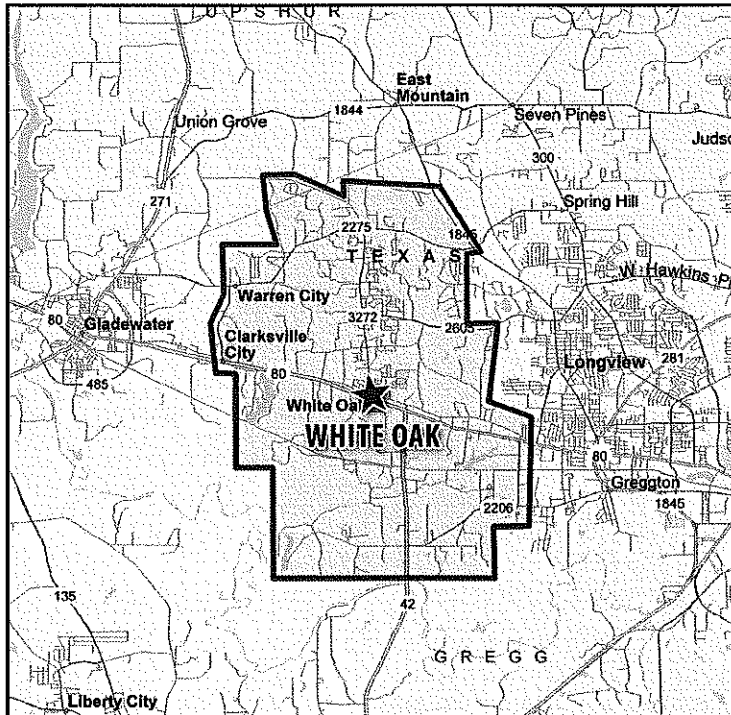 UPSHUR
East
Mountain
1844
Seven Pines
Union Grove
Judso
300
271
Spring Hill
2275
1845
TEXAS
W Hawkins P
Warren City
80
Gladewater
3272
2605
Clarksville
City
Longview
281
485
80
White Oa
WHITE OAK
80
Greggton
2206
1845
135
42
GREGG
Liberty City